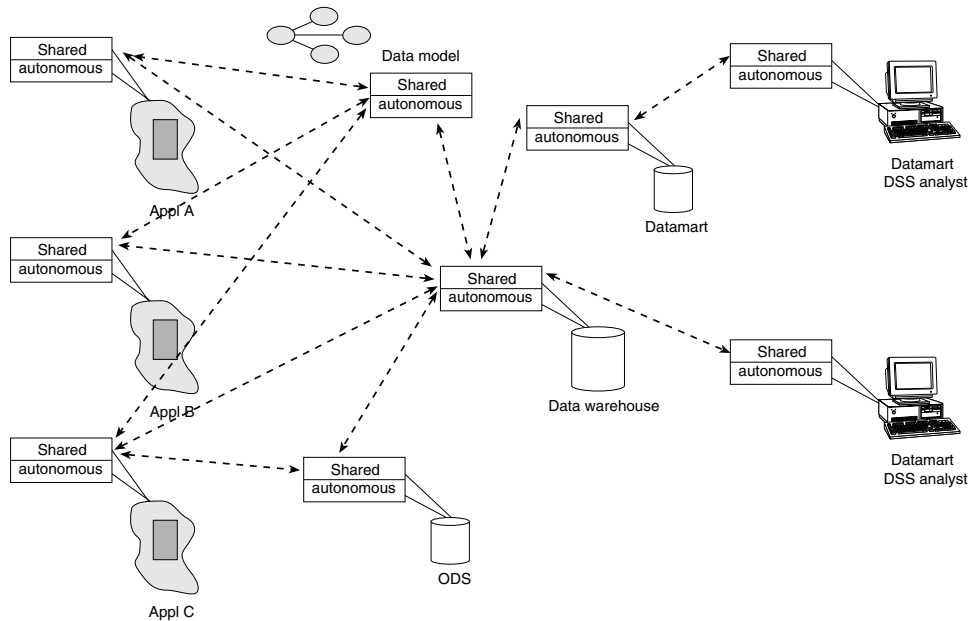 Shared
autonomous
Appl A
Data model
Shared
autonomous
Shared
autonomous
Datamart
Shared
autonomous
Datamart
DSS analyst
Shared
autonomous
Appl B
Shared
autonomous
Data warehouse
Shared
autonomous
Datamart
DSS analyst
Shared
autonomous
Appl C
Shared
autonomous
ODS